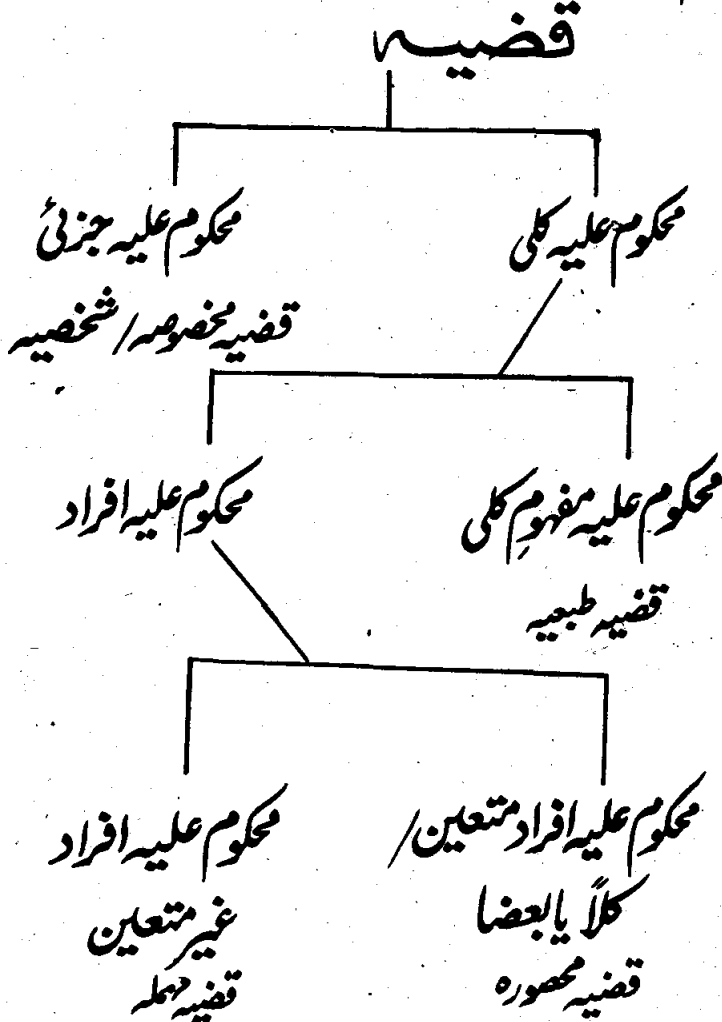 قضیہ
محکوم علیہ کلی
محکوم علیہ جزئی
قضیہ مخصوصہ/شخصیہ
محکوم علیہ مفہومِ کلی
قضیہ طبعیہ
محکوم علیہ افراد
محکوم علیہ افراد متعین/
کلاً یا بعضا
قضیہ محصورہ
محکوم علیہ افراد
غیر متعین
قضیہ مہملہ